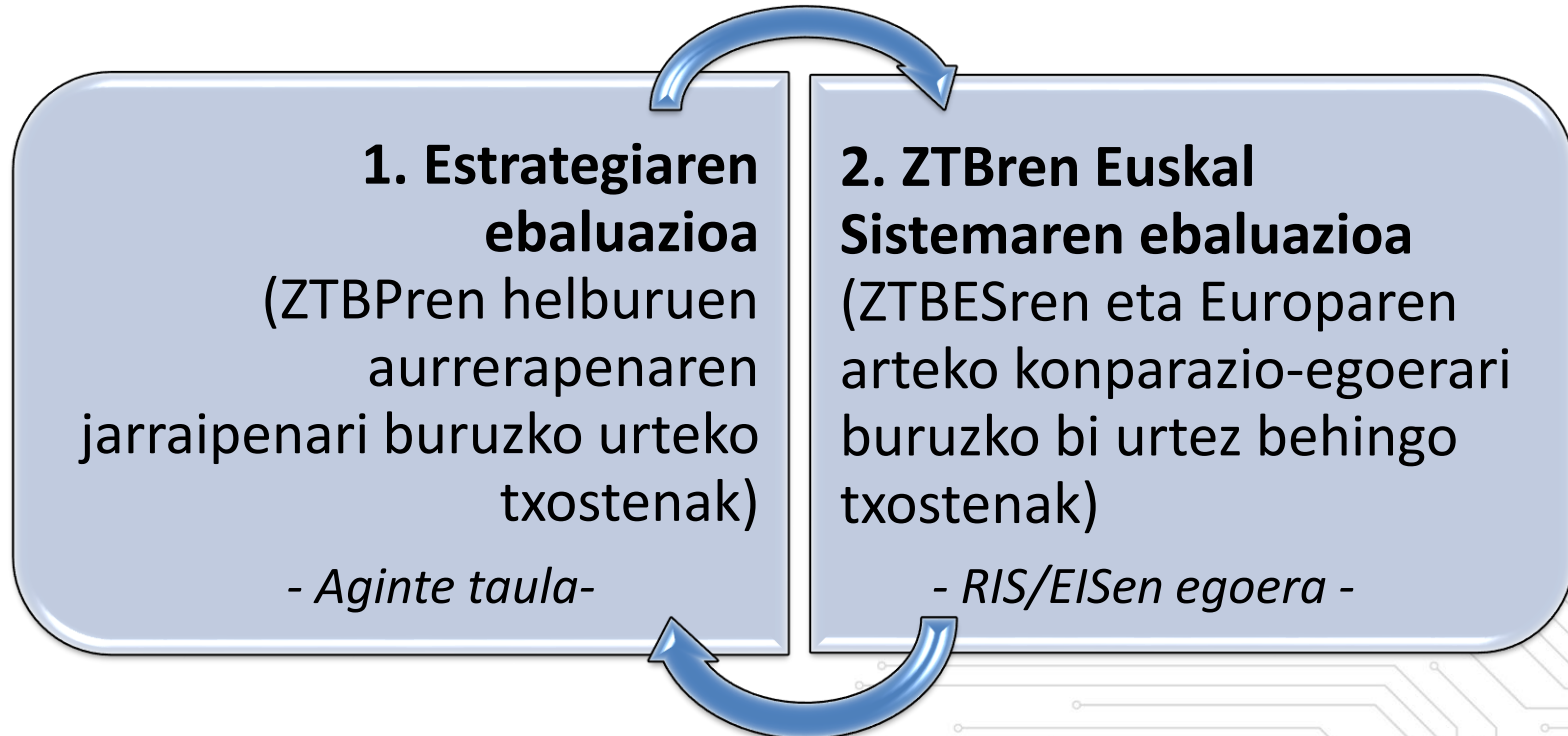 1. Estrategiaren
ebaluazioa
(ZTBPren helburuen
aurrerapenaren
jarraipenari buruzko urteko
txostenak)
- Aginte taula-
2. ZTBren Euskal
Sistemaren ebaluazioa
(ZTBESren eta Europaren
arteko konparazio-egoerari
buruzko bi urtez behingo
txostenak)
- RIS/EISen egoera -